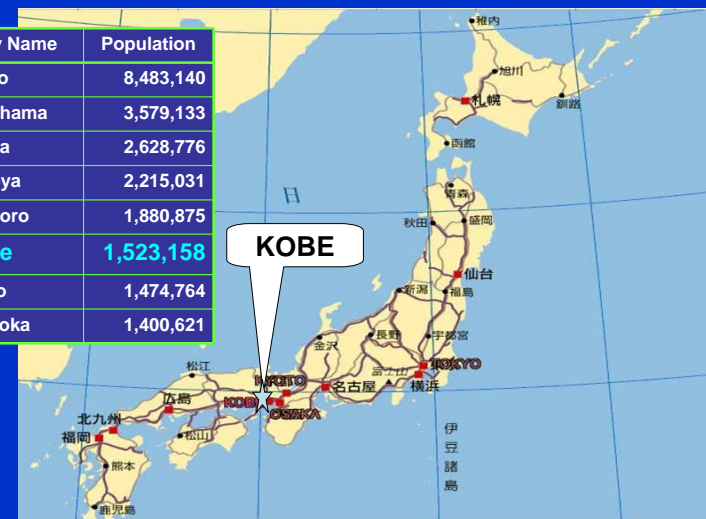 y Name Population
o 8,483,140
hama 3,579,133
a 2,628,776
ya 2,215,031
oro 1,880,875
e 1,523,158
o 1,474,764
oka 1,400,621
KOBE
稚内
旭川
札幌
釧路
函館
青森
日
秋田
盛岡
仙台
新潟
福島
金沢
長野
宇都宮
TOKYO
富士山
横浜
名古屋
松江
KYOTO
KOBE
OSAKA
広島
北九州
福岡
松山
熊本
鹿児島
伊豆諸島